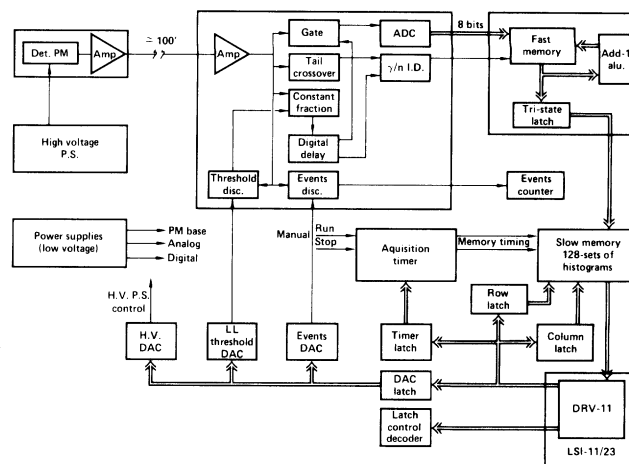 Det. PM
Amp
≃ 100'
Amp
Gate
ADC
8 bits
Fast
memory
Add-1
alu.
Tail
crossover
γ/n I.D.
Constant
fraction
Tri-state
latch
High voltage
P.S.
Digital
delay
Threshold
disc.
Events
disc.
Events
counter
Power supplies
(low voltage)
PM base
Analog
Digital
Manual
Run
Stop
Aquisition
timer
Memory timing
Slow memory
128-sets of
histograms
H.V. P.S.
control
Row
latch
H.V.
DAC
LL
threshold
DAC
Events
DAC
Timer
latch
Column
latch
DAC
latch
DRV-11
Latch
control
decoder
LSI-11/23